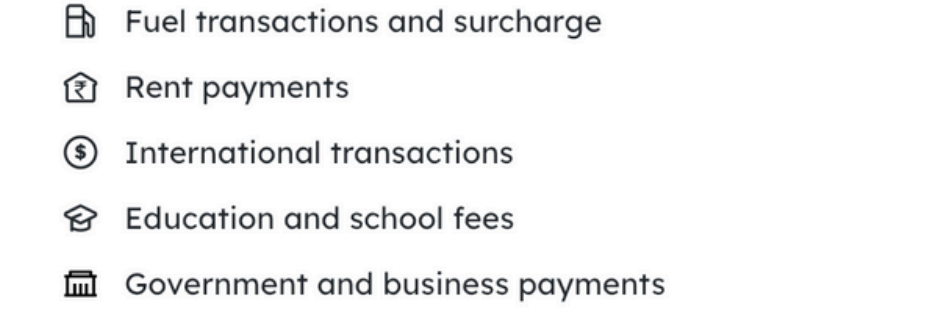 Fuel transactions and surcharge
Rent payments
International transactions
Education and school fees
Government and business payments